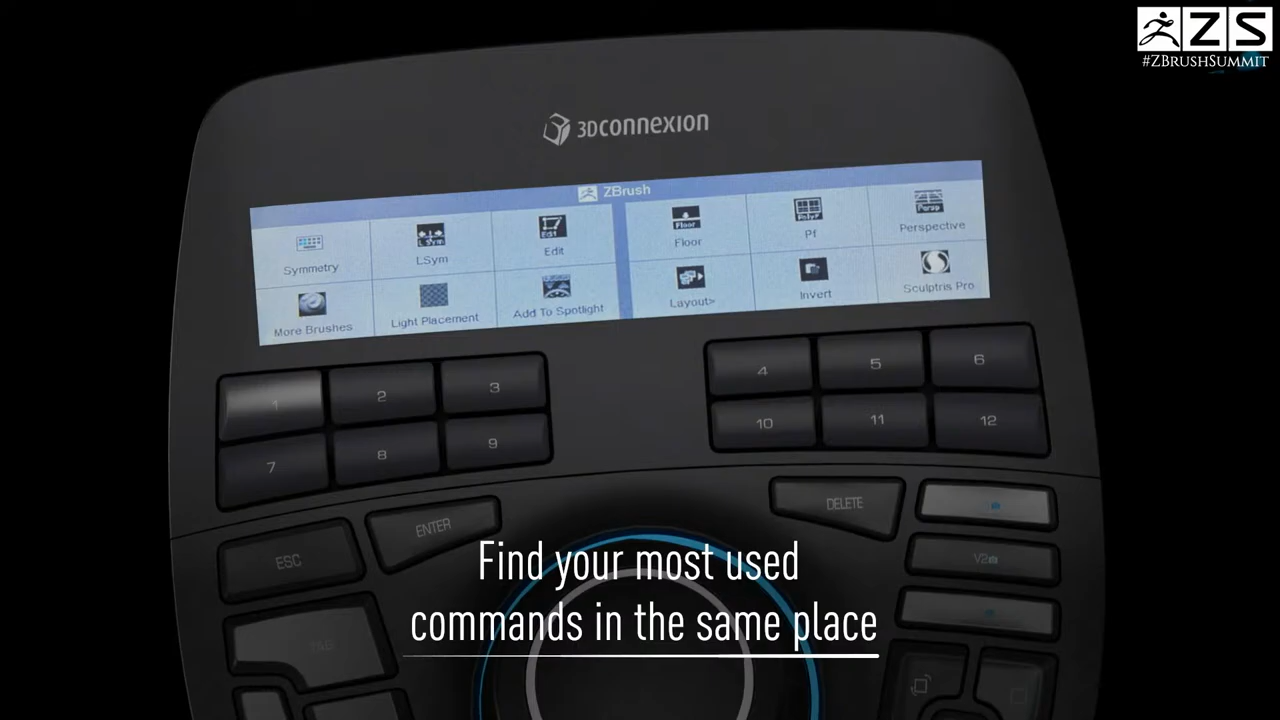 ZS
#ZBrushSummit
3Dconnexion
ZBrush
Symmetry
LSym
Edit
Floor
Pf
Perspective
More Brushes
Light Placement
Add To Spotlight
Layout>
Invert
Sculptris Pro
1
2
3
4
5
6
7
8
9
10
11
12
ESC
ENTER
DELETE
Find your most used
commands in the same place